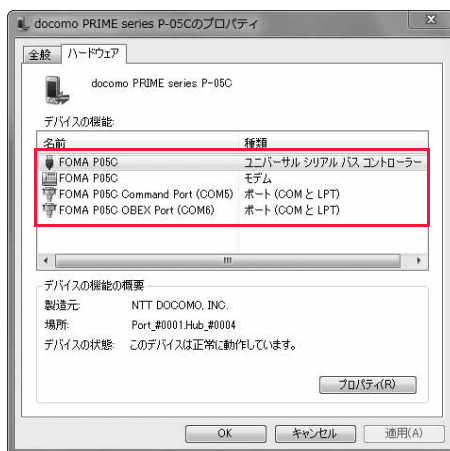 docomo PRIME series P-05Cのプロパティ
x
全般 ハードウェア
docomo PRIME series P-05C
デバイスの機能:
名前 種類
FOMA P05C ユニバーサル シリアル バス コントローラー
FOMA P05C モデム
FOMA P05C Command Port (COM5) ポート (COM と LPT)
FOMA P05C OBEX Port (COM6) ポート (COM と LPT)
デバイスの機能の概要
製造元: NTT DOCOMO, INC.
場所: Port_#0001.Hub_#0004
デバイスの状態: このデバイスは正常に動作しています。
プロパティ(R)
OK キャンセル 適用(A)